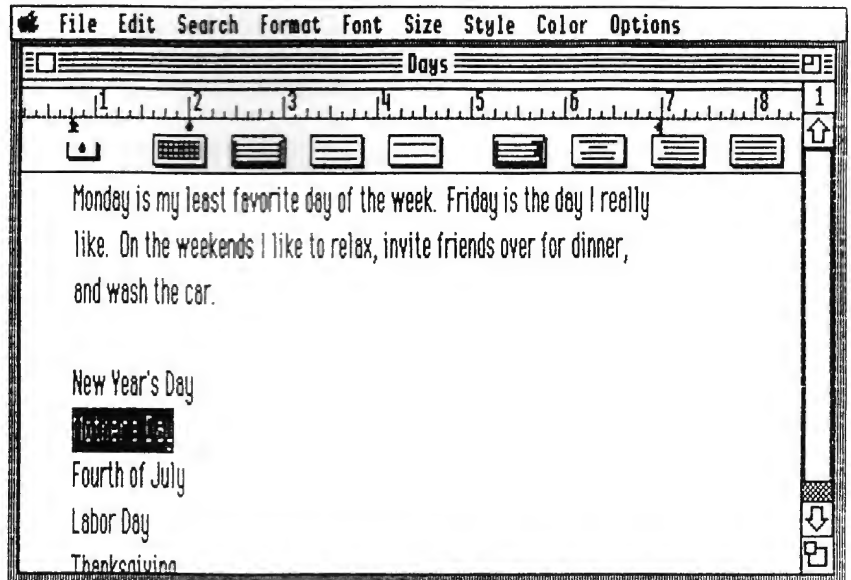 File Edit Search Format Font Size Style Color Options
Days
1 2 3 4 5 6 7 8 1
Monday is my least favorite day of the week. Friday is the day I really
like. On the weekends I like to relax, invite friends over for dinner,
and wash the car.
New Year's Day
Fourth of July
Labor Day
Thanksgiving